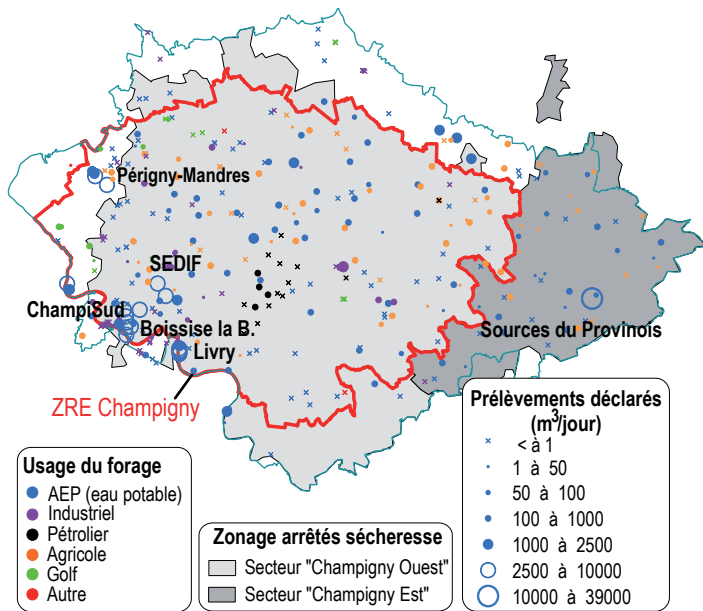 Périgny-Mandres
SEDIF
ChampiSud
Boissise la B.
Livry
Sources du Provinois
ZRE Champigny
Usage du forage
AEP (eau potable)
Industriel
Pétrolier
Agricole
Golf
Autre
Zonage arrêtés sécheresse
Secteur "Champigny Ouest"
Secteur "Champigny Est"
Prélèvements déclarés
(m³/jour)
< à 1
1 à 50
50 à 100
100 à 1000
1000 à 2500
2500 à 10000
10000 à 39000